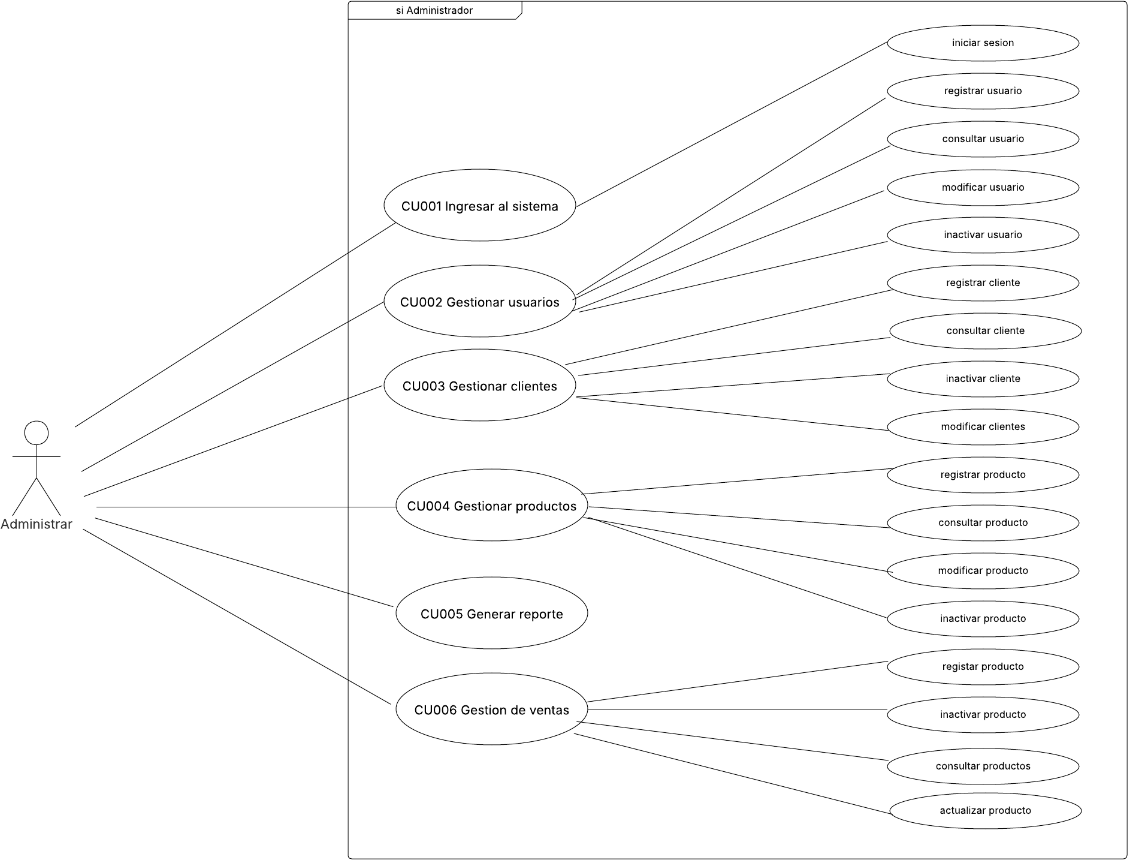 si Administrador
iniciar sesion
registrar usuario
consultar usuario
modificar usuario
CU001 Ingresar al sistema
inactivar usuario
registrar cliente
CU002 Gestionar usuarios
consultar cliente
inactivar cliente
CU003 Gestionar clientes
modificar clientes
registrar producto
CU004 Gestionar productos
consultar producto
Administrar
modificar producto
CU005 Generar reporte
inactivar producto
registar producto
CU006 Gestion de ventas
inactivar producto
consultar productos
actualizar producto